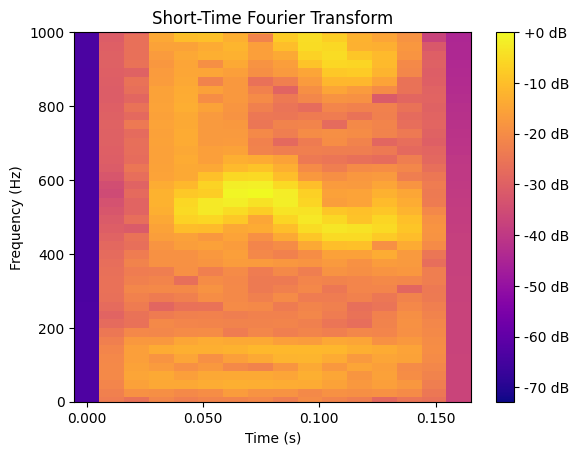 Short-Time Fourier Transform
1000
800
600
400
200
0
Frequency (Hz)
0.000
0.050
0.100
0.150
Time (s)
+0 dB
-10 dB
-20 dB
-30 dB
-40 dB
-50 dB
-60 dB
-70 dB